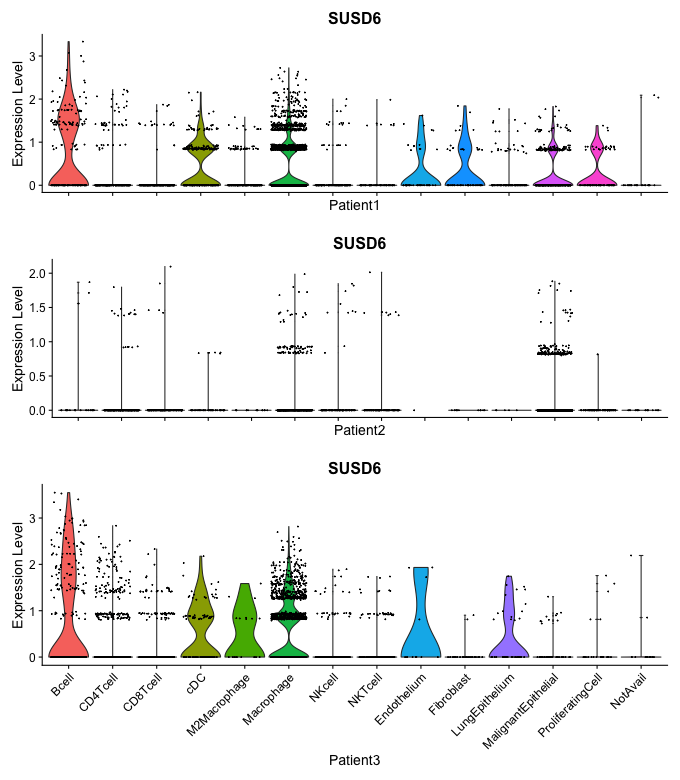 SUSD6
Expression Level
3
2
1
0
Patient1
SUSD6
Expression Level
2.0
1.5
1.0
0.5
0.0
Patient2
SUSD6
Expression Level
3
2
1
0
Bcell
CD4Tcell
CD8Tcell
cDC
M2Macrophage
Macrophage
NKcell
NKTcell
Endothelium
Fibroblast
LungEpithelium
MalignantEpithelial
ProliferatingCell
NotAvail
Patient3